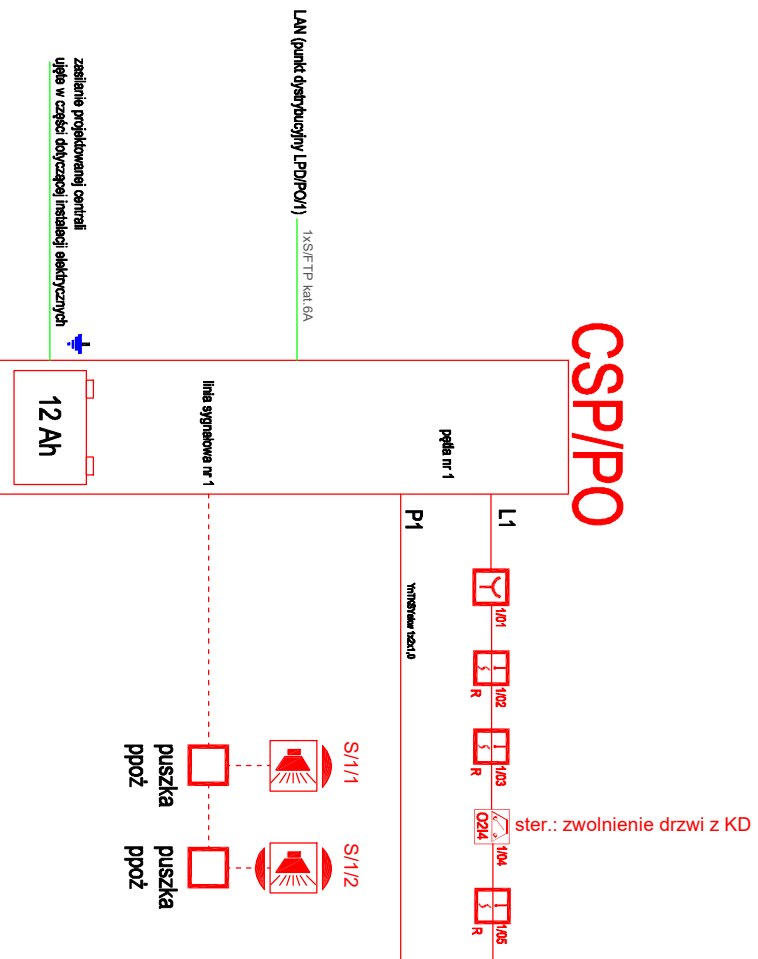 LAN (punkt dystrybucyjny LPD/PO/1)
1xS/FTP kat.6A
zasilanie projektowanej centrali
ujęte w części dotyczącej instalacji elektrycznych
CSP/PO
12 Ah
linia sygnałowa nr 1
pętla nr 1
P1
L1
1/01
1/02
R
1/03
R
O2I4
1/04
ster.: zwolnienie drzwi z KD
1/05
R
S/1/1
puszka
ppoż
S/1/2
puszka
ppoż